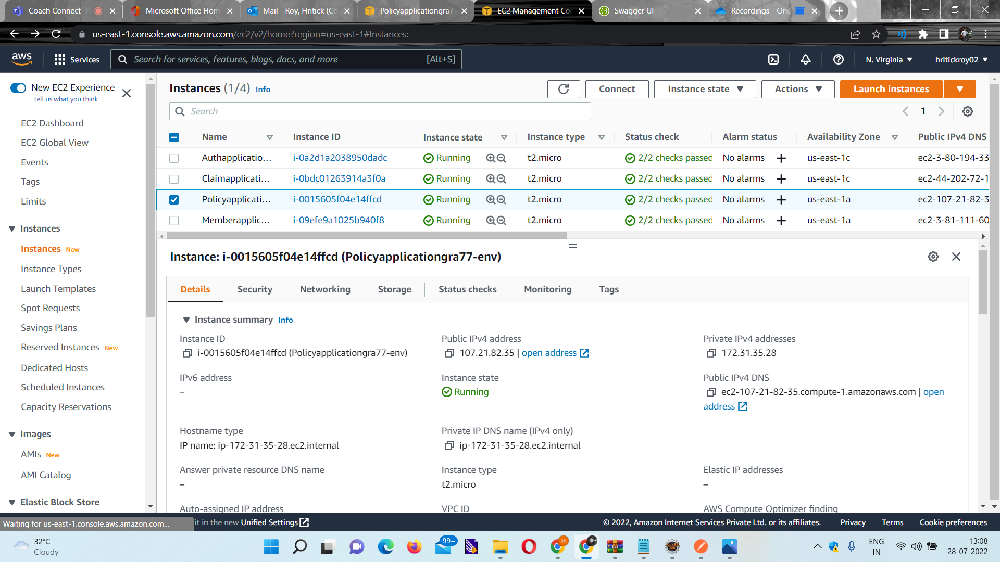 Coach Connect- I
Microsoft Office Hom
Mail - Roy, Hritick (Co
Policyapplicationgra7
EC2 Management Co
Swagger UI
Recordings - One
us-east-1.console.aws.amazon.com/ec2/v2/home?region=us-east-1#Instances:
aws
Services
Search for services, features, blogs, docs, and more
[Alt+S]
N. Virginia
hritickroy02
New EC2 Experience
Tell us what you think
EC2 Dashboard
EC2 Global View
Events
Tags
Limits
Instances
Instances New
Instance Types
Launch Templates
Spot Requests
Savings Plans
Reserved Instances New
Dedicated Hosts
Scheduled Instances
Capacity Reservations
Images
AMIs New
AMI Catalog
Elastic Block Store
Instances (1/4) Info
Connect
Instance state
Actions
Launch instances
Search
1
Name Instance ID Instance state Instance type Status check Alarm status Availability Zone Public IPv4 DNS
Authapplicatio... i-0a2d1a2038950dadc Running t2.micro 2/2 checks passed No alarms us-east-1c ec2-3-80-194-33
Claimapplicati... i-0bdc01263914a3f0a Running t2.micro 2/2 checks passed No alarms us-east-1c ec2-44-202-72-1
Policyapplicati... i-0015605f04e14ffcd Running t2.micro 2/2 checks passed No alarms us-east-1a ec2-107-21-82-3
Memberapplic... i-09efe9a1025b940f8 Running t2.micro 2/2 checks passed No alarms us-east-1a ec2-3-81-111-60
Instance: i-0015605f04e14ffcd (Policyapplicationgra77-env)
Details Security Networking Storage Status checks Monitoring Tags
Instance summary Info
Instance ID
i-0015605f04e14ffcd (Policyapplicationgra77-env)
Public IPv4 address
107.21.82.35 | open address
Private IPv4 addresses
172.31.35.28
IPv6 address
–
Instance state
Running
Public IPv4 DNS
ec2-107-21-82-35.compute-1.amazonaws.com | open
address
Hostname type
IP name: ip-172-31-35-28.ec2.internal
Private IP DNS name (IPv4 only)
ip-172-31-35-28.ec2.internal
Answer private resource DNS name
–
Instance type
t2.micro
Elastic IP addresses
–
Auto-assigned IP address
VPC ID
AWS Compute Optimizer finding
Waiting for us-east-1.console.aws.amazon.com...
it in the new Unified Settings
© 2022, Amazon Internet Services Private Ltd. or its affiliates.
Privacy
Terms
Cookie preferences
32°C
Cloudy
99+
H
ENG
IN
13:08
28-07-2022